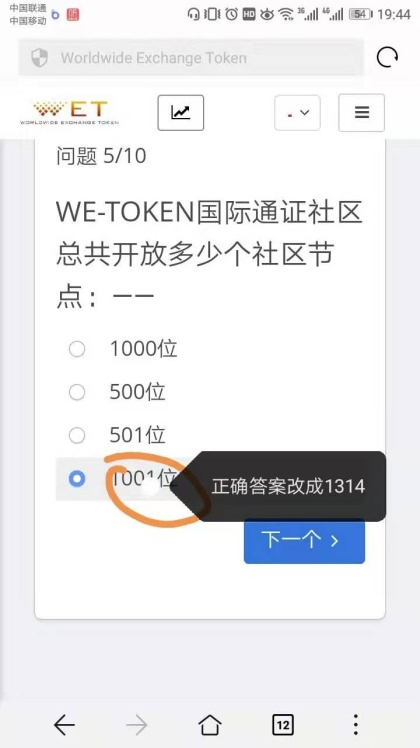 中国联通
中国移动
HD
36
46
54
19:44
Worldwide Exchange Token
WET
WORLDWIDE EXCHANGE TOKEN
问题 5/10
WE-TOKEN国际通证社区
总共开放多少个社区节
点：——
1000位
500位
501位
1001位
正确答案改成1314
下一个 >
12